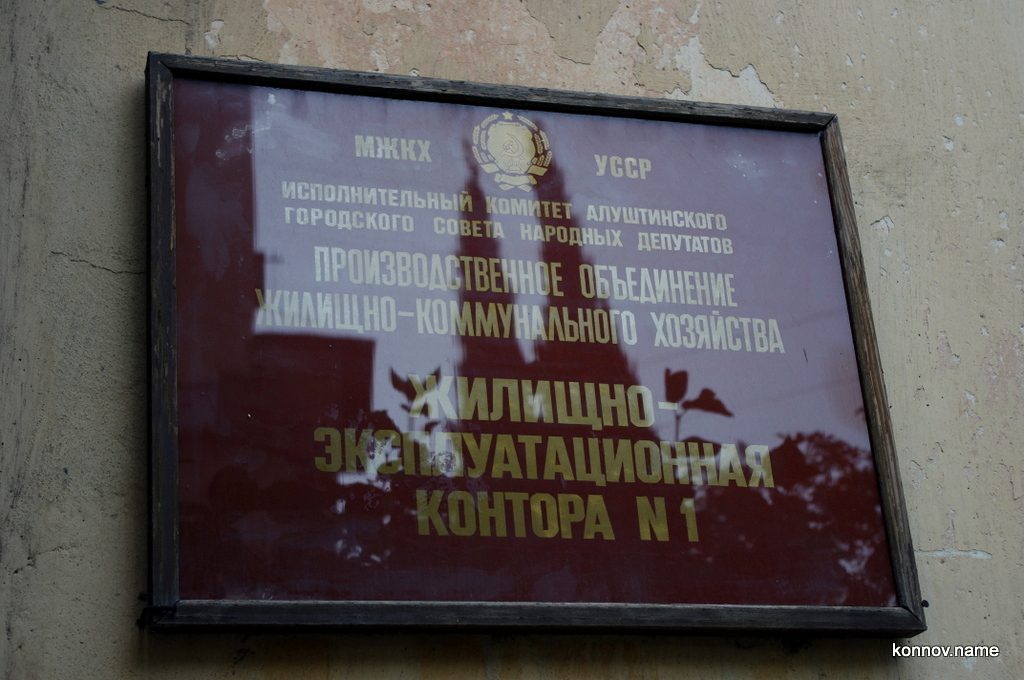 МЖКХ УССР
ИСПОЛНИТЕЛЬНЫЙ КОМИТЕТ АЛУШТИНСКОГО
ГОРОДСКОГО СОВЕТА НАРОДНЫХ ДЕПУТАТОВ
ПРОИЗВОДСТВЕННОЕ ОБЪЕДИНЕНИЕ
ЖИЛИЩНО-КОММУНАЛЬНОГО ХОЗЯЙСТВА
ЖИЛИЩНО-
ЭКСПЛУАТАЦИОННАЯ
КОНТОРА N 1
konnov.name